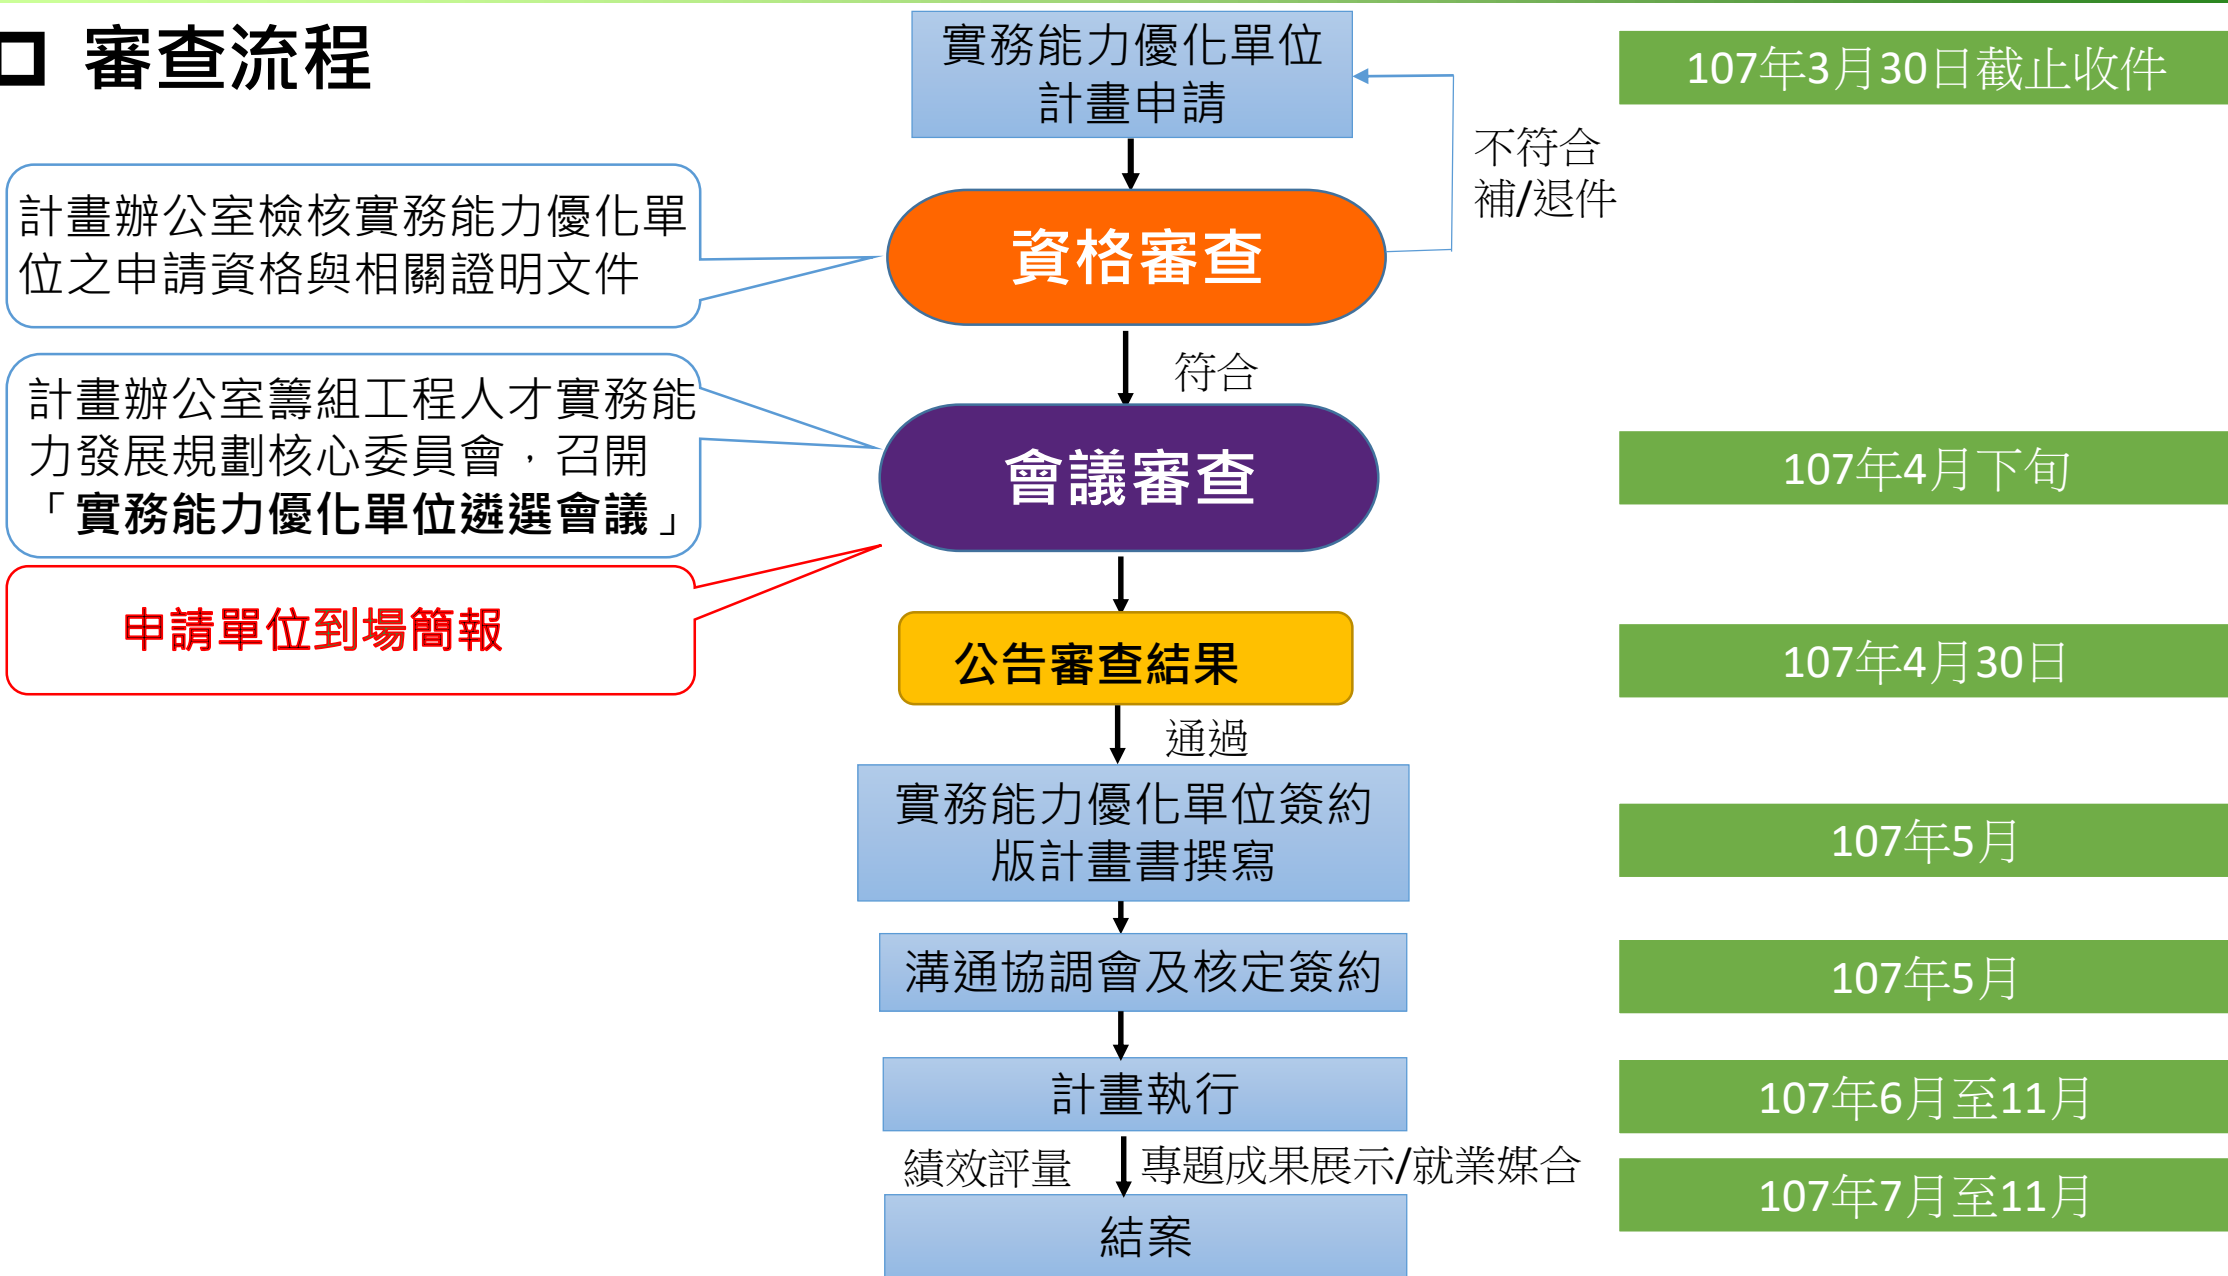 審查流程
實務能力優化單位
計畫申請
107年3月30日截止收件
不符合
補/退件
計畫辦公室檢核實務能力優化單
位之申請資格與相關證明文件
資格審查
符合
計畫辦公室籌組工程人才實務能
力發展規劃核心委員會，召開
「實務能力優化單位遴選會議」
會議審查
107年4月下旬
申請單位到場簡報
公告審查結果
107年4月30日
通過
實務能力優化單位簽約
版計畫書撰寫
107年5月
溝通協調會及核定簽約
107年5月
計畫執行
107年6月至11月
績效評量
專題成果展示/就業媒合
107年7月至11月
結案